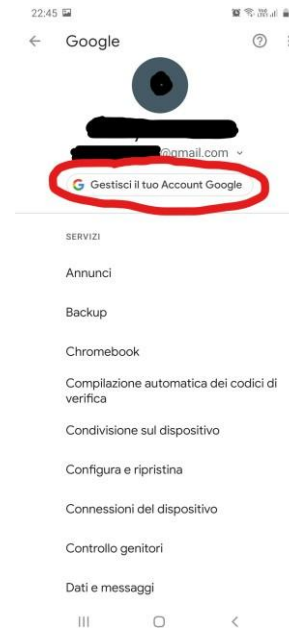 22:45
Google
@gmail.com
Gestisci il tuo Account Google
SERVIZI
Annunci
Backup
Chromebook
Compilazione automatica dei codici di
verifica
Condivisione sul dispositivo
Configura e ripristina
Connessioni del dispositivo
Controllo genitori
Dati e messaggi